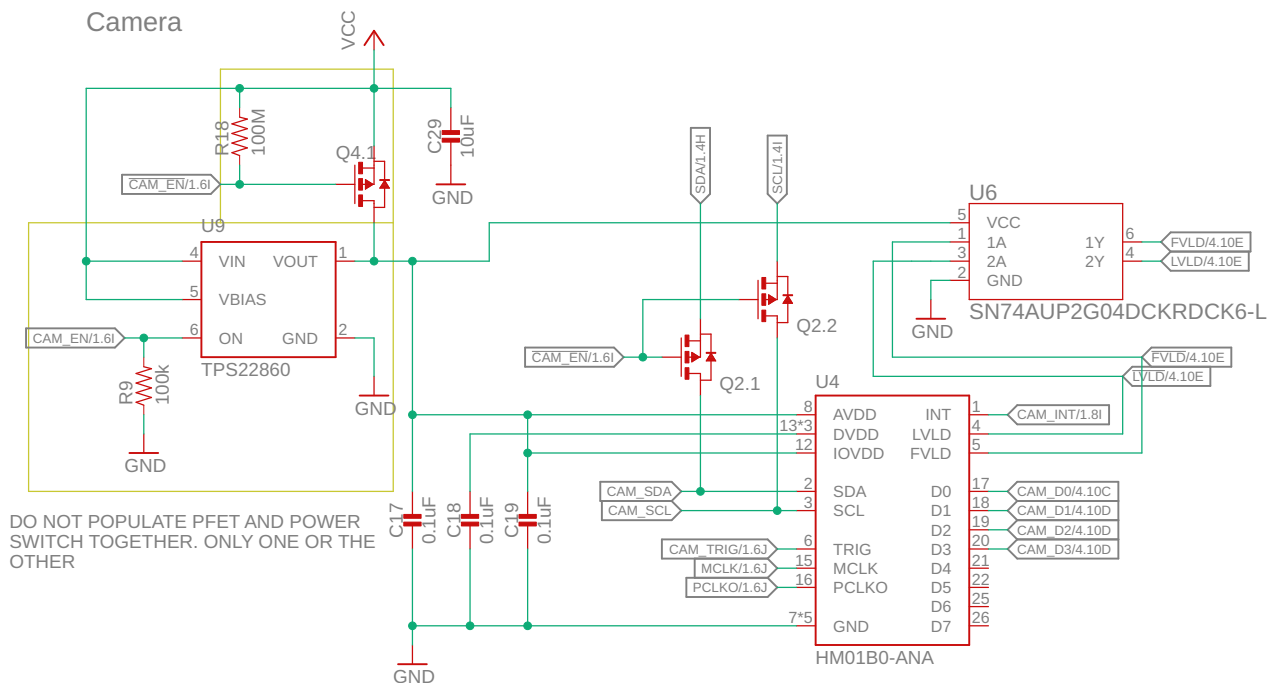 Camera
VCC
R18
100M
C29
10uF
Q4.1
CAM_EN/1.6I
GND
U9
4
VIN
VOUT
1
5
VBIAS
CAM_EN/1.6I
6
ON
GND
2
TPS22860
R9
100k
GND
GND
DO NOT POPULATE PFET AND POWER
SWITCH TOGETHER. ONLY ONE OR THE
OTHER
SDA/1.4H
SCL/1.4I
Q2.2
CAM_EN/1.6I
Q2.1
U6
5
VCC
1
1A
1Y
6
FVLD/4.10E
3
2A
2Y
4
LVLD/4.10E
2
GND
SN74AUP2G04DCKRDCK6-L
GND
FVLD/4.10E
LVLD/4.10E
U4
8
AVDD
INT
1
CAM_INT/1.8I
13*3
DVDD
LVLD
4
12
IOVDD
FVLD
5
CAM_SDA
2
SDA
D0
17
CAM_D0/4.10C
CAM_SCL
3
SCL
D1
18
CAM_D1/4.10D
D2
19
CAM_D2/4.10D
CAM_TRIG/1.6J
6
TRIG
D3
20
CAM_D3/4.10D
MCLK/1.6J
15
MCLK
D4
21
PCLKO/1.6J
16
PCLKO
D5
22
D6
25
7*5
GND
D7
26
HM01B0-ANA
C17
0.1uF
C18
0.1uF
C19
0.1uF
GND